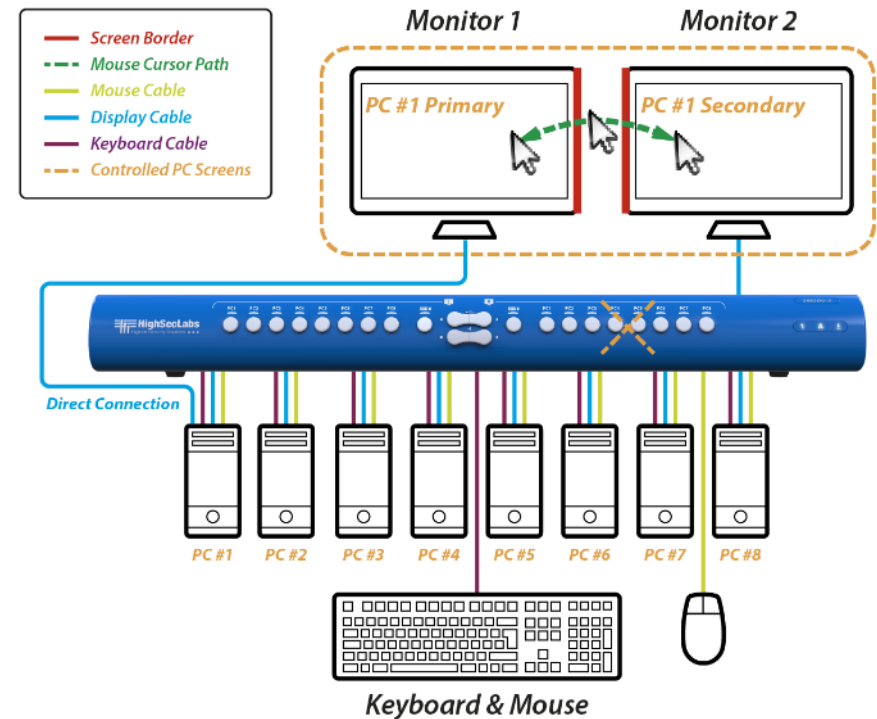 Monitor 1
Monitor 2
Screen Border
Mouse Cursor Path
Mouse Cable
Display Cable
Keyboard Cable
Controlled PC Screens
PC #1 Primary
PC #1 Secondary
HighSecLabs
Direct Connection
PC #1
PC #2
PC #3
PC #4
PC #5
PC #6
PC #7
PC #8
Keyboard & Mouse